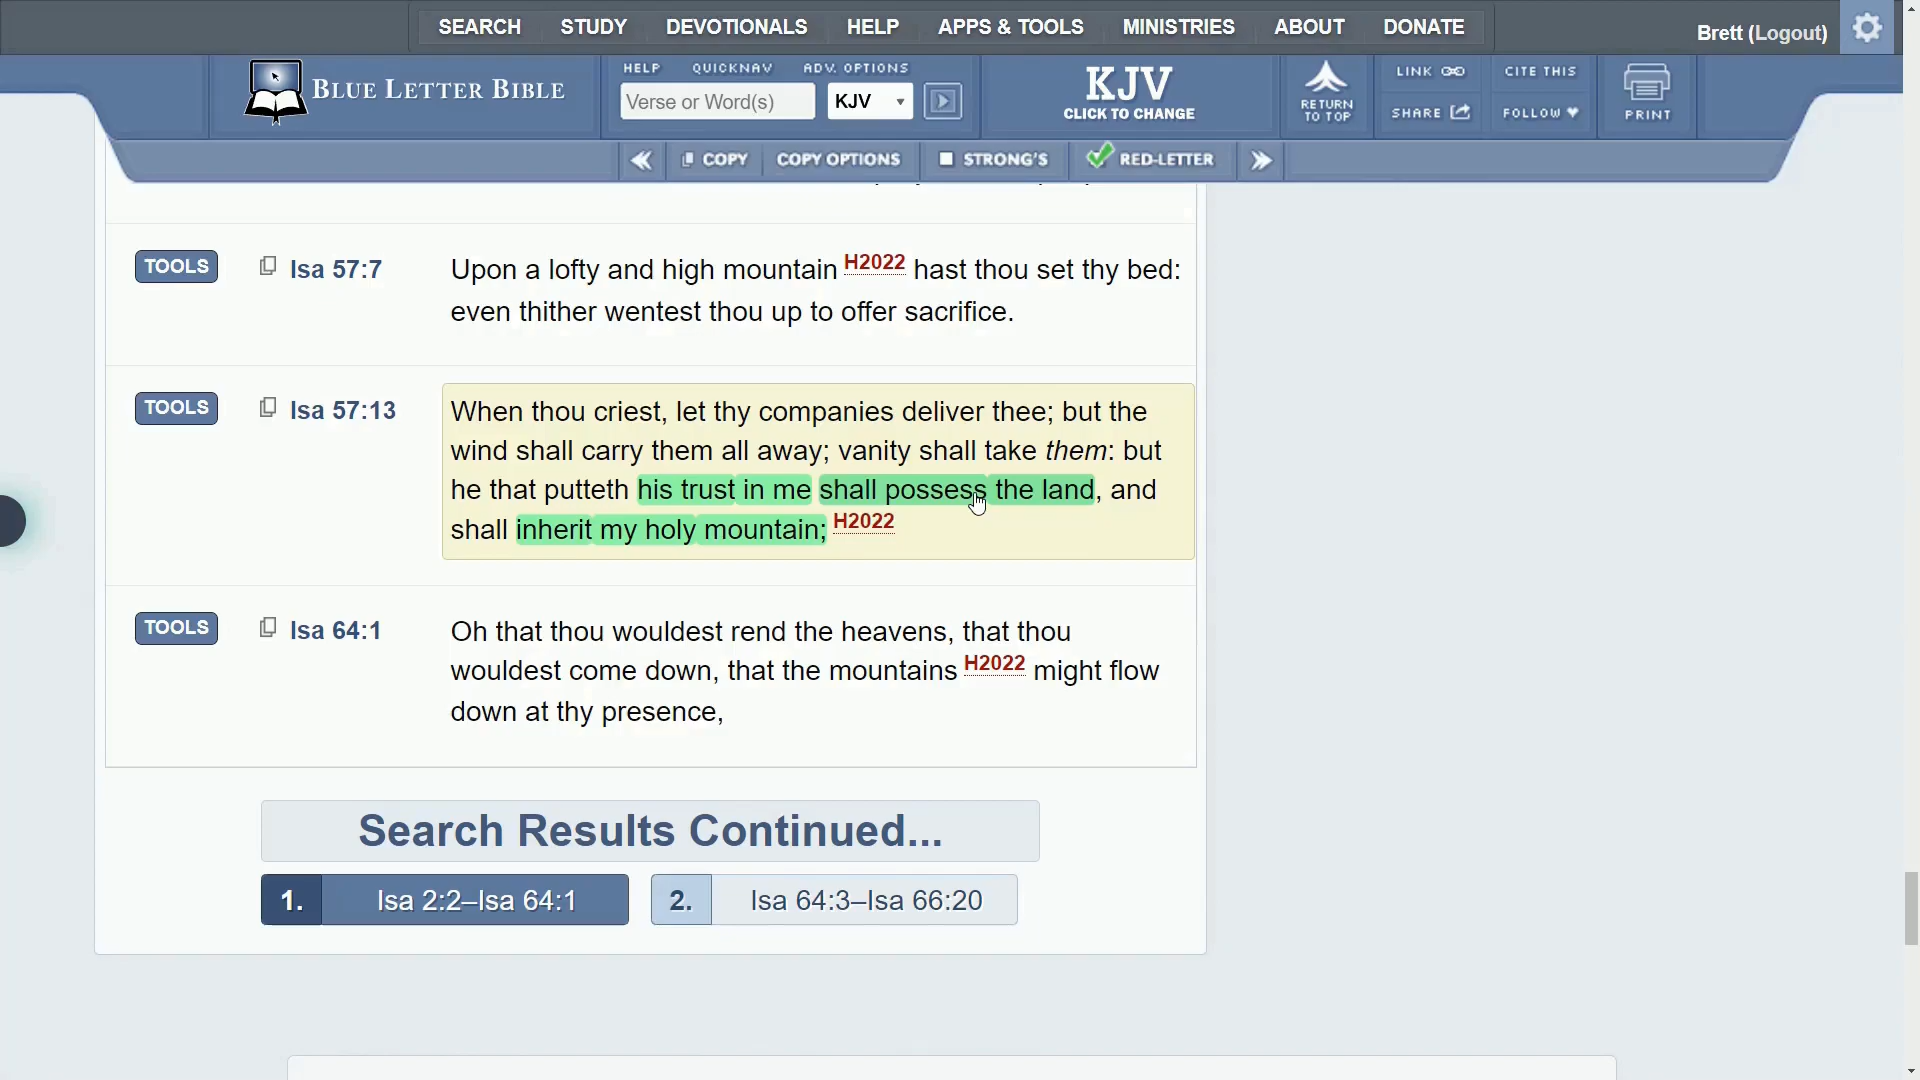 SEARCH STUDY DEVOTIONALS HELP APPS & TOOLS MINISTRIES ABOUT DONATE
Brett (Logout)
BLUE LETTER BIBLE
HELP QUICKNAV ADV. OPTIONS
Verse or Word(s) KJV
KJV
CLICK TO CHANGE
RETURN
TO TOP
LINK CITE THIS
SHARE FOLLOW
PRINT
COPY COPY OPTIONS STRONG'S RED-LETTER
TOOLS Isa 57:7 Upon a lofty and high mountain H2022 hast thou set thy bed:
even thither wentest thou up to offer sacrifice.
TOOLS Isa 57:13 When thou criest, let thy companies deliver thee; but the
wind shall carry them all away; vanity shall take them: but
he that putteth his trust in me shall possess the land, and
shall inherit my holy mountain; H2022
TOOLS Isa 64:1 Oh that thou wouldest rend the heavens, that thou
wouldest come down, that the mountains H2022 might flow
down at thy presence,
Search Results Continued...
1. Isa 2:2–Isa 64:1 2. Isa 64:3–Isa 66:20